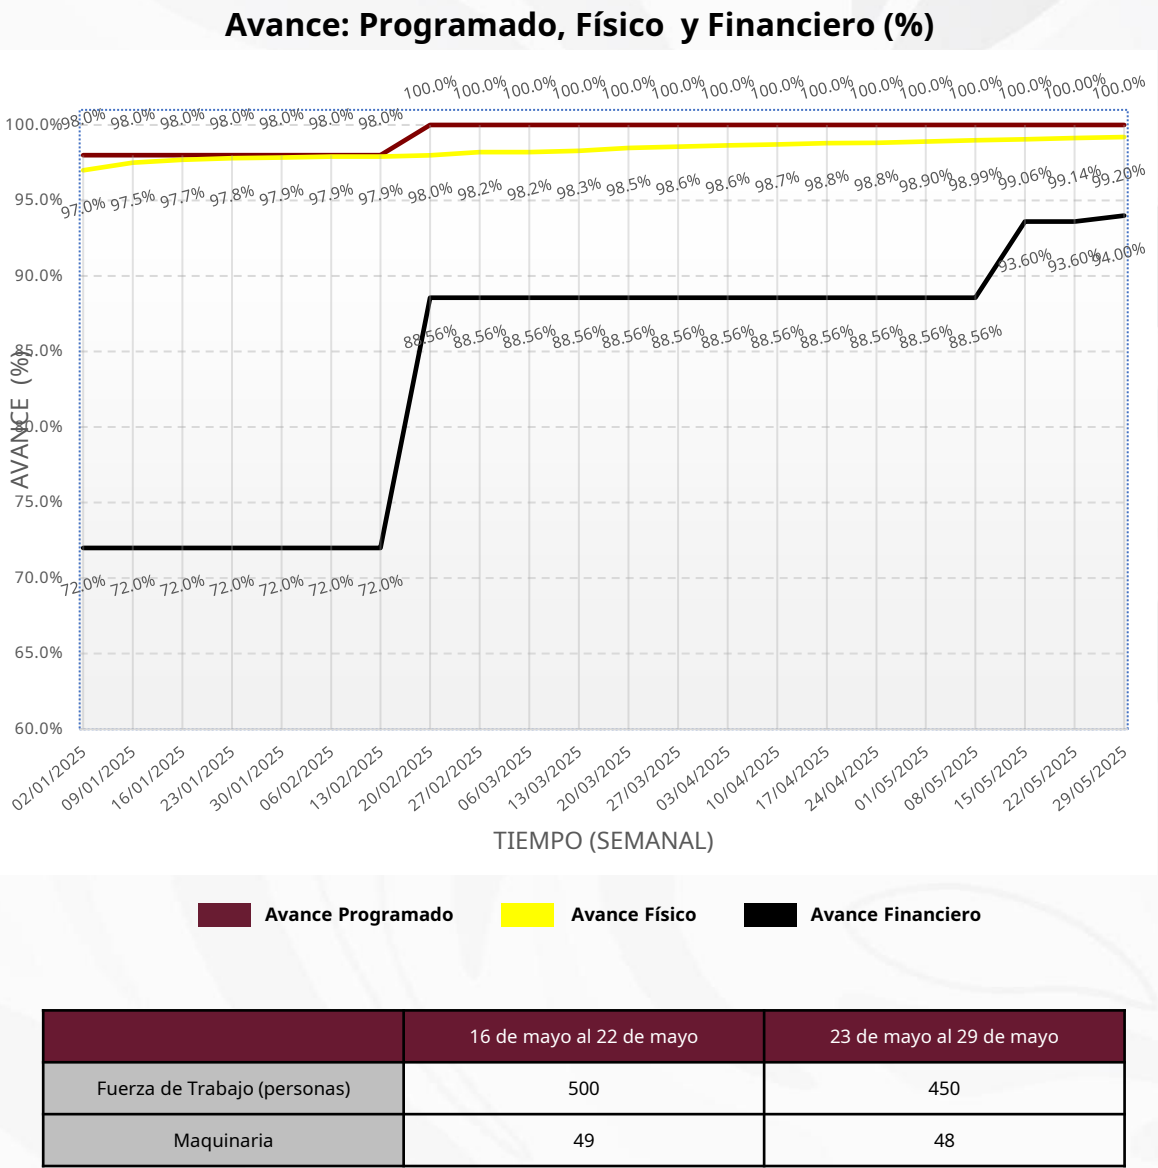 Avance: Programado, Físico y Financiero (%)
100.0% 100.0% 100.0% 100.0% 100.0% 100.0% 100.0% 100.0% 100.0% 100.0% 100.0% 100.0% 100.0% 100.00% 100.0%
98.0% 98.0% 98.0% 98.0% 98.0% 98.0% 98.0%
97.0% 97.5% 97.7% 97.8% 97.9% 97.9% 97.9% 98.0% 98.2% 98.2% 98.3% 98.5% 98.6% 98.6% 98.7% 98.8% 98.8% 98.90% 98.99% 99.06% 99.14% 99.20%
93.60% 93.60% 94.00%
88.56% 88.56% 88.56% 88.56% 88.56% 88.56% 88.56% 88.56% 88.56% 88.56% 88.56% 88.56%
72.0% 72.0% 72.0% 72.0% 72.0% 72.0% 72.0%
100.0%
95.0%
90.0%
85.0%
80.0%
75.0%
70.0%
65.0%
60.0%
AVANCE (%)
02/01/2025 09/01/2025 16/01/2025 23/01/2025 30/01/2025 06/02/2025 13/02/2025 20/02/2025 27/02/2025 06/03/2025 13/03/2025 20/03/2025 27/03/2025 03/04/2025 10/04/2025 17/04/2025 24/04/2025 01/05/2025 08/05/2025 15/05/2025 22/05/2025 29/05/2025
TIEMPO (SEMANAL)
Avance Programado Avance Físico Avance Financiero
16 de mayo al 22 de mayo 23 de mayo al 29 de mayo
Fuerza de Trabajo (personas) 500 450
Maquinaria 49 48